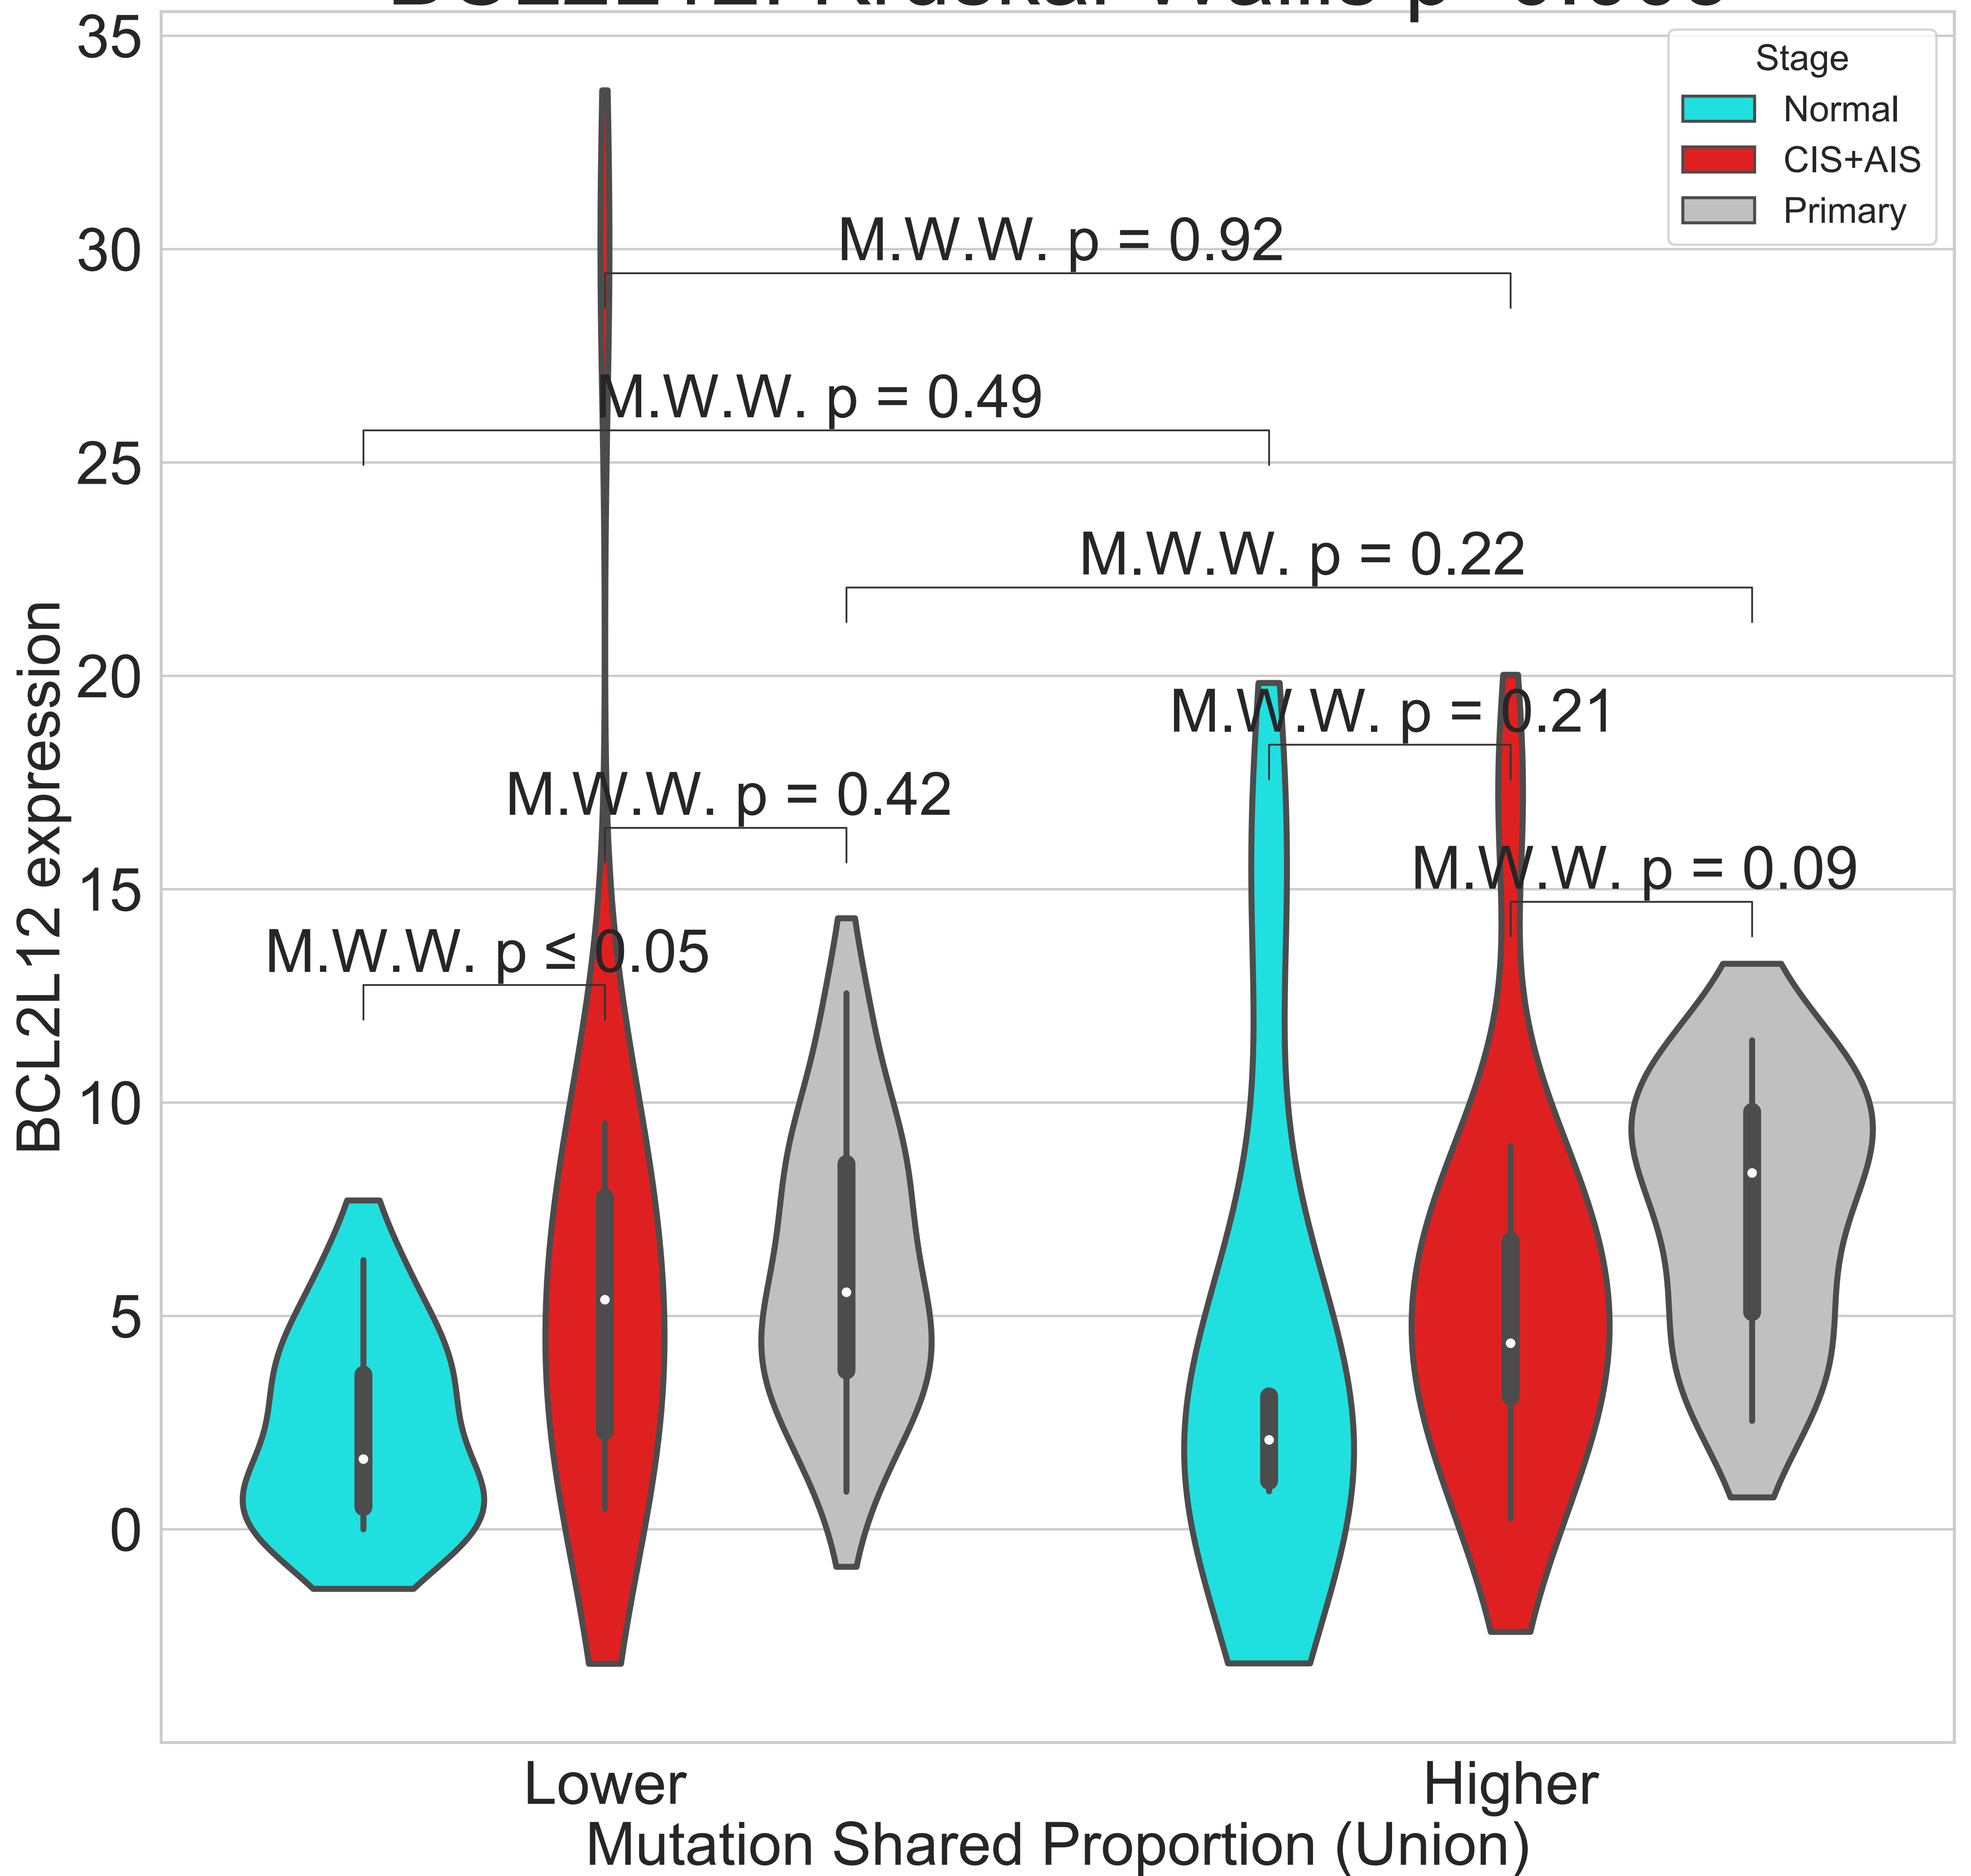 35
30
25
20
15
10
5
0
BCL2L12 expression
Stage
Normal
CIS+AIS
Primary
M.W.W. p = 0.92
M.W.W. p = 0.49
M.W.W. p = 0.22
M.W.W. p = 0.21
M.W.W. p = 0.42
M.W.W. p = 0.09
M.W.W. p ≤ 0.05
Lower
Higher
Mutation Shared Proportion (Union)